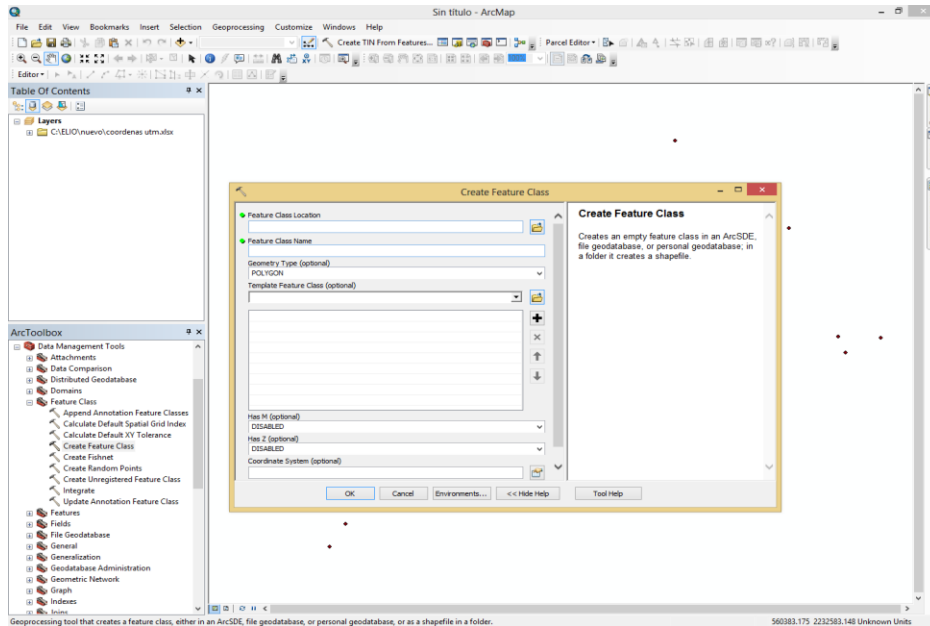 Sin título - ArcMap
File Edit View Bookmarks Insert Selection Geoprocessing Customize Windows Help
Create TIN From Features...
Parcel Editor
Editor
Table Of Contents
Layers
C:\ELIO\nuevo\coordenas utm.xlsx
ArcToolbox
Data Management Tools
Attachments
Data Comparison
Distributed Geodatabase
Domains
Feature Class
Append Annotation Feature Classes
Calculate Default Spatial Grid Index
Calculate Default XY Tolerance
Create Feature Class
Create Fishnet
Create Random Points
Create Unregistered Feature Class
Integrate
Update Annotation Feature Class
Features
Fields
File Geodatabase
General
Generalization
Geodatabase Administration
Geometric Network
Graph
Indexes
Joins
Create Feature Class
Feature Class Location
Feature Class Name
Geometry Type (optional)
POLYGON
Template Feature Class (optional)
Has M (optional)
DISABLED
Has Z (optional)
DISABLED
Coordinate System (optional)
OK Cancel Environments... << Hide Help Tool Help
Create Feature Class
Creates an empty feature class in an ArcSDE,
file geodatabase, or personal geodatabase; in
a folder it creates a shapefile.
Geoprocessing tool that creates a feature class, either in an ArcSDE, file geodatabase, or personal geodatabase, or as a shapefile in a folder.
560383.175 2232583.148 Unknown Units